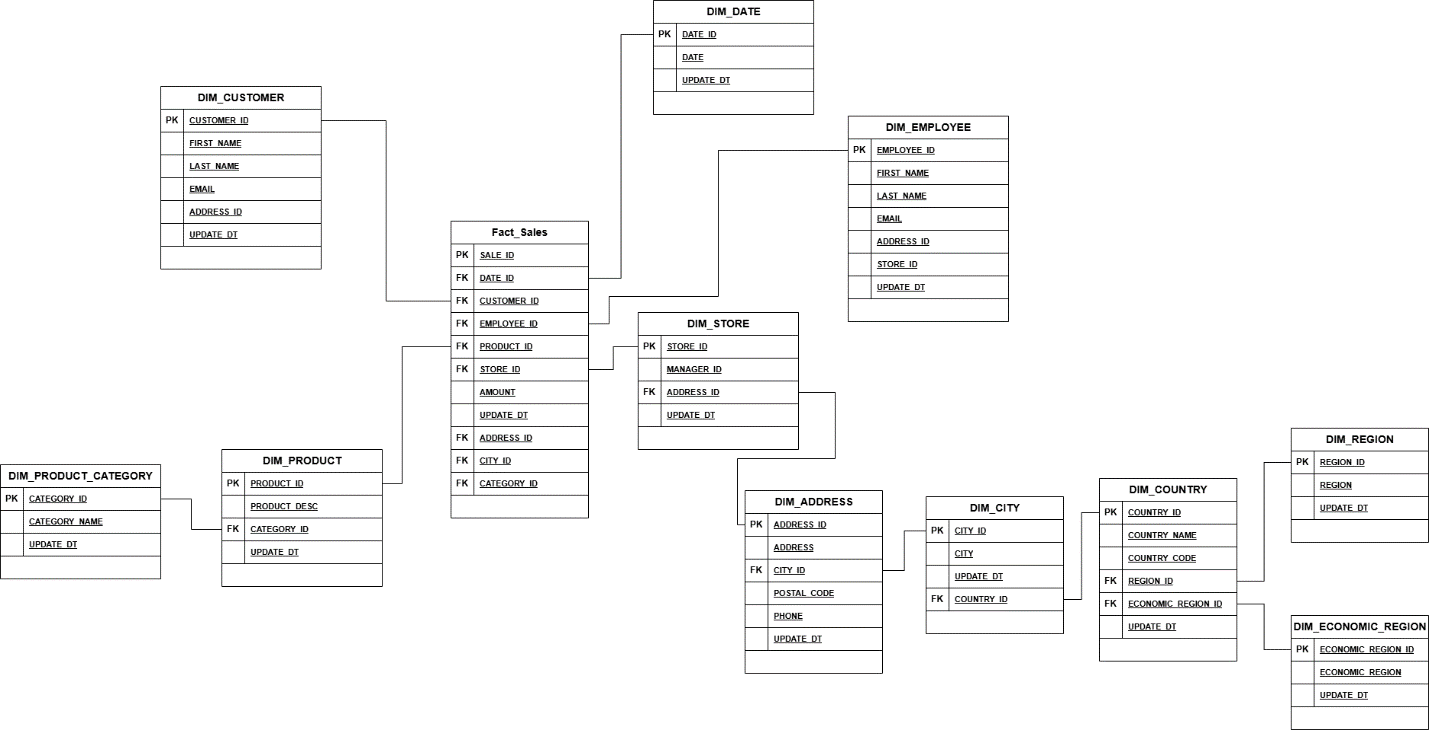 DIM_DATE
PK DATE_ID
DATE
UPDATE_DT
DIM_CUSTOMER
PK CUSTOMER_ID
FIRST_NAME
LAST_NAME
EMAIL
ADDRESS_ID
UPDATE_DT
DIM_EMPLOYEE
PK EMPLOYEE_ID
FIRST_NAME
LAST_NAME
EMAIL
ADDRESS_ID
STORE_ID
UPDATE_DT
Fact_Sales
PK SALE_ID
FK DATE_ID
FK CUSTOMER_ID
FK EMPLOYEE_ID
FK PRODUCT_ID
FK STORE_ID
AMOUNT
UPDATE_DT
FK ADDRESS_ID
FK CITY_ID
FK CATEGORY_ID
DIM_STORE
PK STORE_ID
MANAGER_ID
FK ADDRESS_ID
UPDATE_DT
DIM_PRODUCT_CATEGORY
PK CATEGORY_ID
CATEGORY_NAME
UPDATE_DT
DIM_PRODUCT
PK PRODUCT_ID
PRODUCT_DESC
FK CATEGORY_ID
UPDATE_DT
DIM_ADDRESS
PK ADDRESS_ID
ADDRESS
FK CITY_ID
POSTAL_CODE
PHONE
UPDATE_DT
DIM_CITY
PK CITY_ID
CITY
UPDATE_DT
FK COUNTRY_ID
DIM_COUNTRY
PK COUNTRY_ID
COUNTRY_NAME
COUNTRY_CODE
FK REGION_ID
FK ECONOMIC_REGION_ID
UPDATE_DT
DIM_REGION
PK REGION_ID
REGION
UPDATE_DT
DIM_ECONOMIC_REGION
PK ECONOMIC_REGION_ID
ECONOMIC_REGION
UPDATE_DT